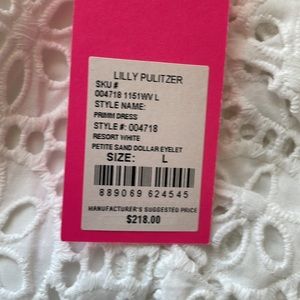 LILLY PULITZER
SKU #
004718 1151WV L
STYLE NAME:
PRIMM DRESS
STYLE #: 004718
RESORT WHITE
PETITE SAND DOLLAR EYELET
SIZE: L
889069 624545
MANUFACTURER'S SUGGESTED PRICE
$218.00